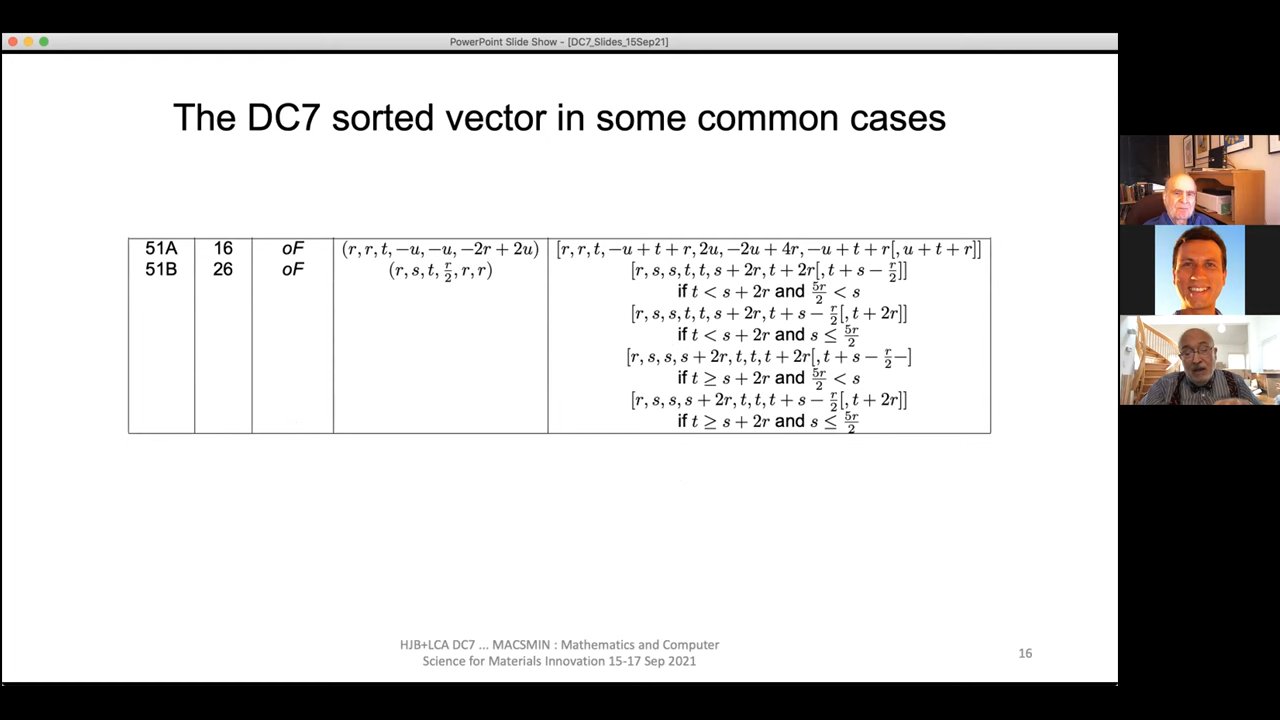 PowerPoint Slide Show - [DC7_Slides_15Sep21]
The DC7 sorted vector in some common cases
51A 16 oF (r, r, t, −u, −u, −2r + 2u) [r, r, t, −u + t + r, 2u, −2u + 4r, −u + t + r[, u + t + r]]
51B 26 oF (r, s, t, r/2, r, r) [r, s, s, t, t, s + 2r, t + 2r[, t + s − r/2]]
if t < s + 2r and 5r/2 < s
[r, s, s, t, t, s + 2r, t + s − r/2[, t + 2r]]
if t < s + 2r and s ≤ 5r/2
[r, s, s, s + 2r, t, t, t + 2r[, t + s − r/2−]
if t ≥ s + 2r and 5r/2 < s
[r, s, s, s + 2r, t, t, t + s − r/2[, t + 2r]]
if t ≥ s + 2r and s ≤ 5r/2
HJB+LCA DC7 ... MACSMIN : Mathematics and Computer
Science for Materials Innovation 15-17 Sep 2021
16